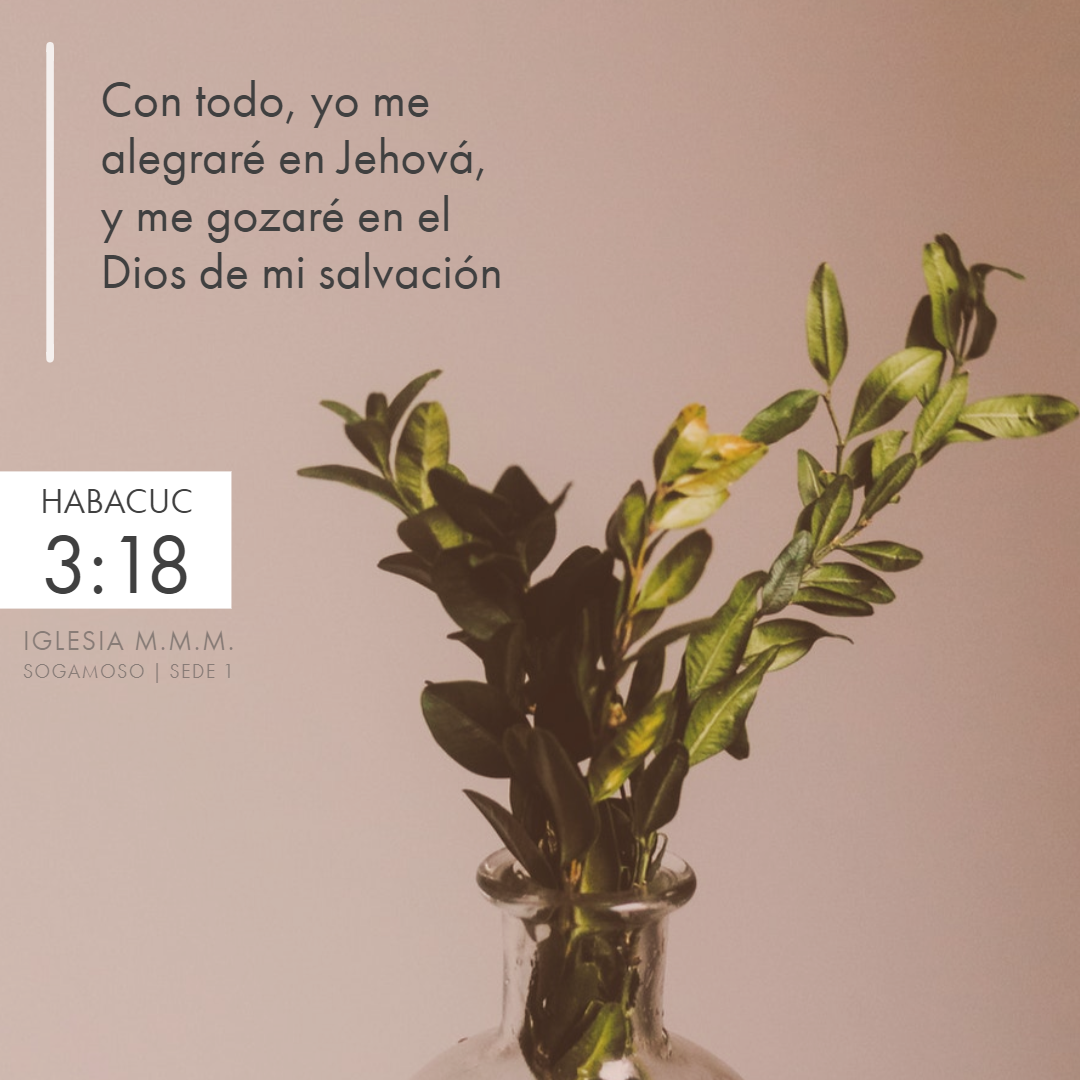 Con todo, yo me
alegraré en Jehová,
y me gozaré en el
Dios de mi salvación
HABACUC
3:18
IGLESIA M.M.M.
SOGAMOSO | SEDE 1